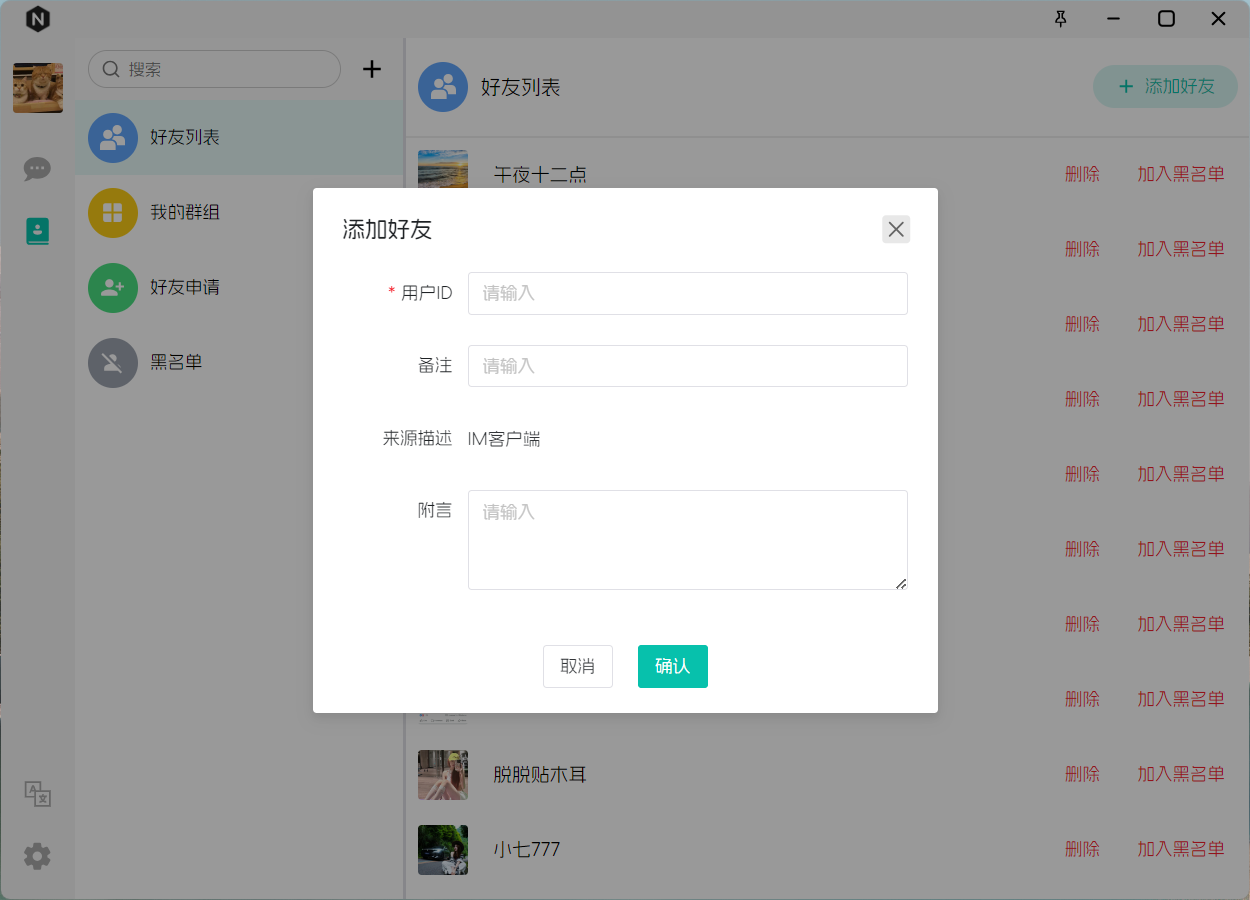 N
搜索
好友列表
我的群组
好友申请
黑名单
好友列表
添加好友
午夜十二点
删除 加入黑名单
删除 加入黑名单
删除 加入黑名单
删除 加入黑名单
删除 加入黑名单
删除 加入黑名单
删除 加入黑名单
删除 加入黑名单
脱脱贴木耳
删除 加入黑名单
小七777
删除 加入黑名单
添加好友
* 用户ID 请输入
备注 请输入
来源描述 IM客户端
附言 请输入
取消 确认
A
文